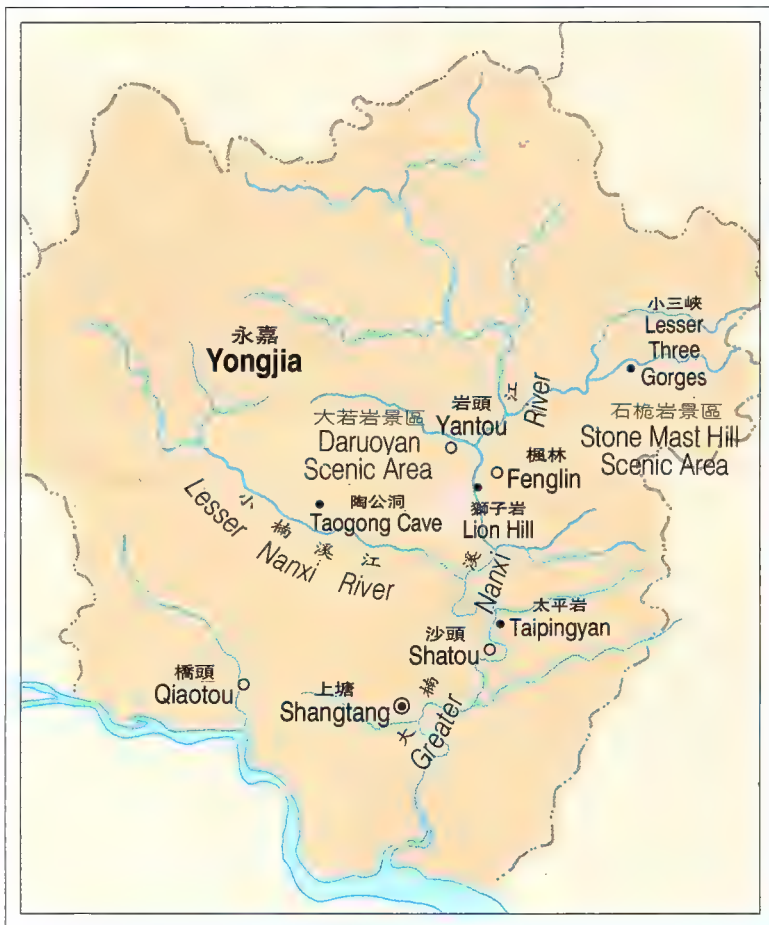 小三峽
Lesser
Three
Gorges
永嘉
Yongjia
岩頭
Yantou
大若岩景區
Daruoyan
Scenic Area
石桅岩景區
Stone Mast Hill
Scenic Area
楓林
Fenglin
陶公洞
Taogong Cave
獅子岩
Lion Hill
小楠溪江
Lesser Nanxi River
太平岩
Taipingyan
沙頭
Shatou
橋頭
Qiaotou
上塘
Shangtang
大楠溪江
Greater Nanxi River